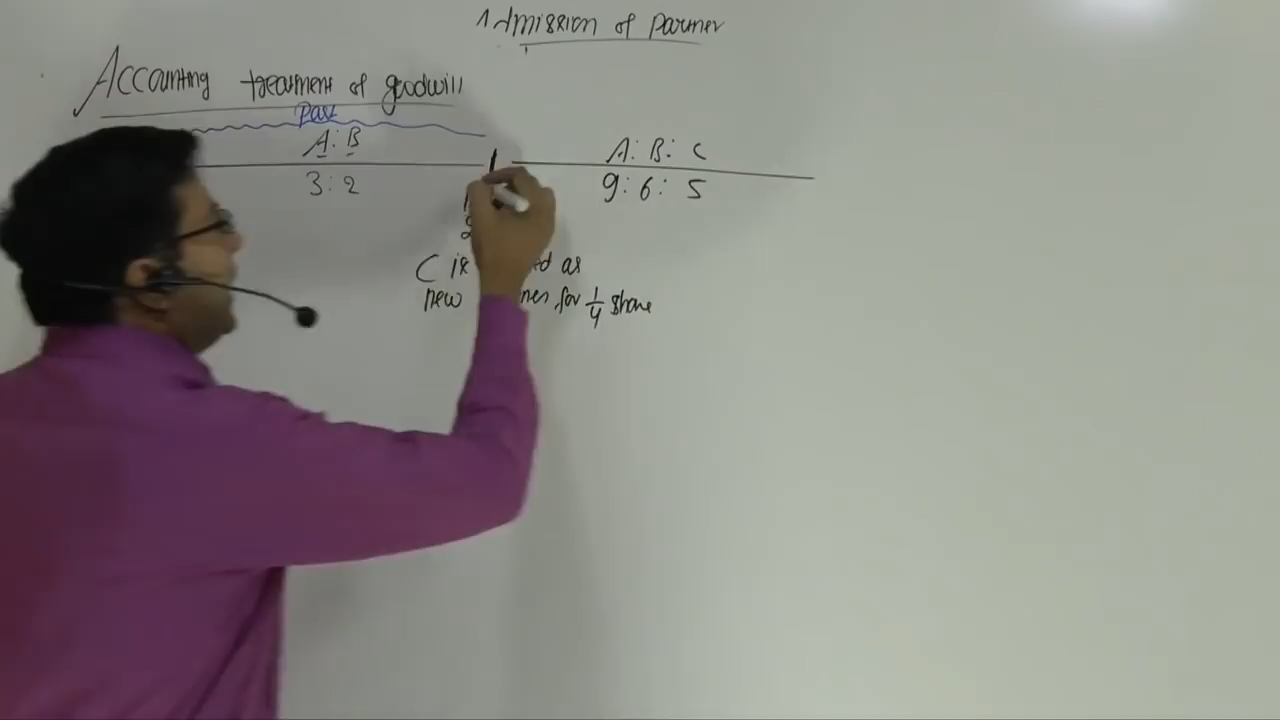 Admission of Partner
Accounting treatment of goodwill
Past
A: B
A: B: C
3:2
9:6: 5
C is as
new for 1/4 share